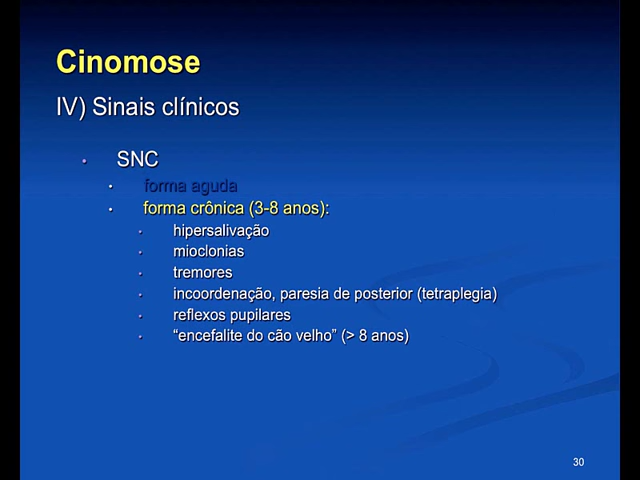 Cinomose
IV) Sinais clínicos
• SNC
• forma aguda
• forma crônica (3-8 anos):
• hipersalivação
• mioclonias
• tremores
• incoordenação, paresia de posterior (tetraplegia)
• reflexos pupilares
• “encefalite do cão velho” (> 8 anos)
30